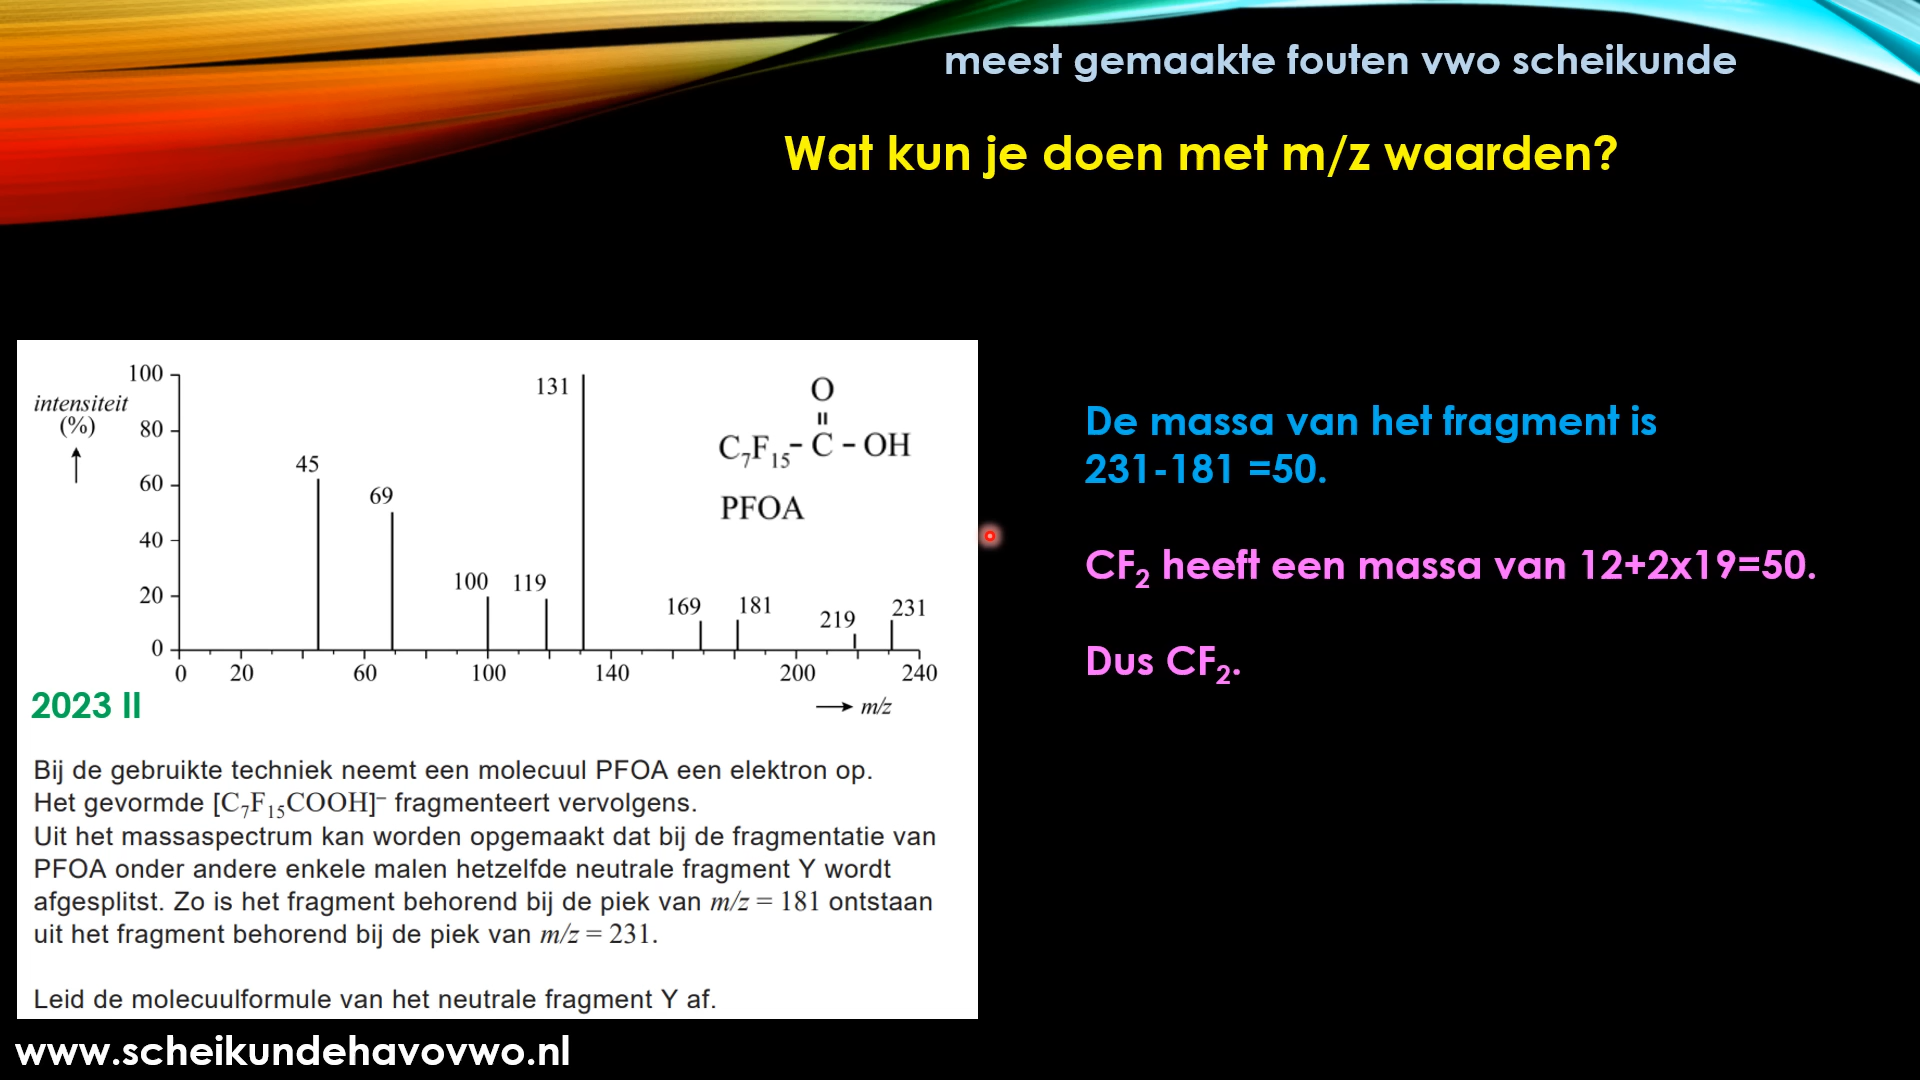 meest gemaakte fouten vwo scheikunde
Wat kun je doen met m/z waarden?
intensiteit
(%)
100
80
60
40
20
0
45
69
100
119
131
169
181
219
231
O
C₇F₁₅ - C - OH
PFOA
0 20 60 100 140 200 240
m/z
2023 II
Bij de gebruikte techniek neemt een molecuul PFOA een elektron op.
Het gevormde [C₇F₁₅COOH]⁻ fragmenteert vervolgens.
Uit het massaspectrum kan worden opgemaakt dat bij de fragmentatie van
PFOA onder andere enkele malen hetzelfde neutrale fragment Y wordt
afgesplitst. Zo is het fragment behorend bij de piek van m/z = 181 ontstaan
uit het fragment behorend bij de piek van m/z = 231.
Leid de molecuulformule van het neutrale fragment Y af.
De massa van het fragment is
231-181 =50.
CF₂ heeft een massa van 12+2x19=50.
Dus CF₂.
www.scheikundehavovwo.nl